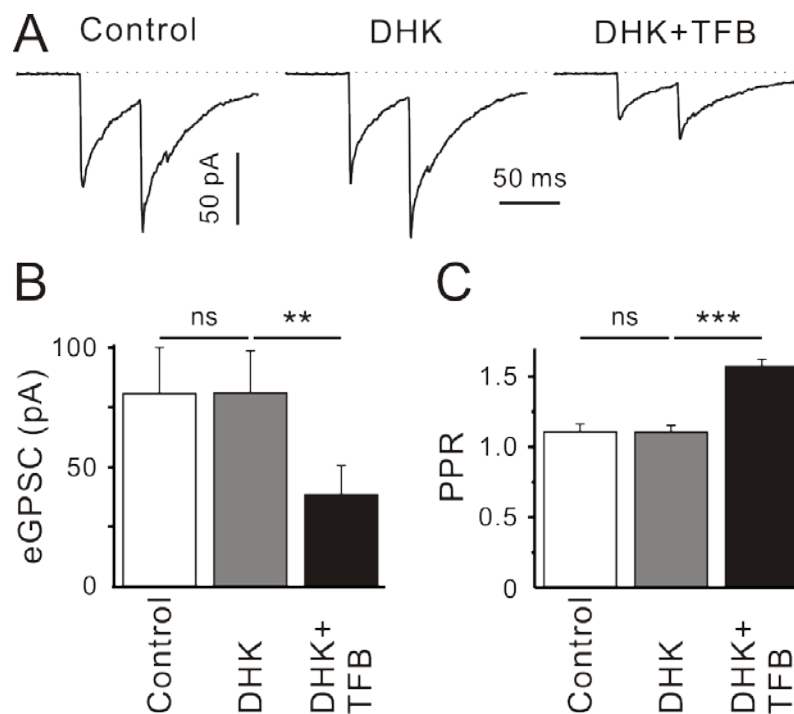 A
Control
DHK
DHK+TFB
50 pA
50 ms
B
ns
**
100
50
0
eGPSC (pA)
Control
DHK
DHK+
TFB
C
ns
***
1.5
1.0
0.5
0
PPR
Control
DHK
DHK+
TFB